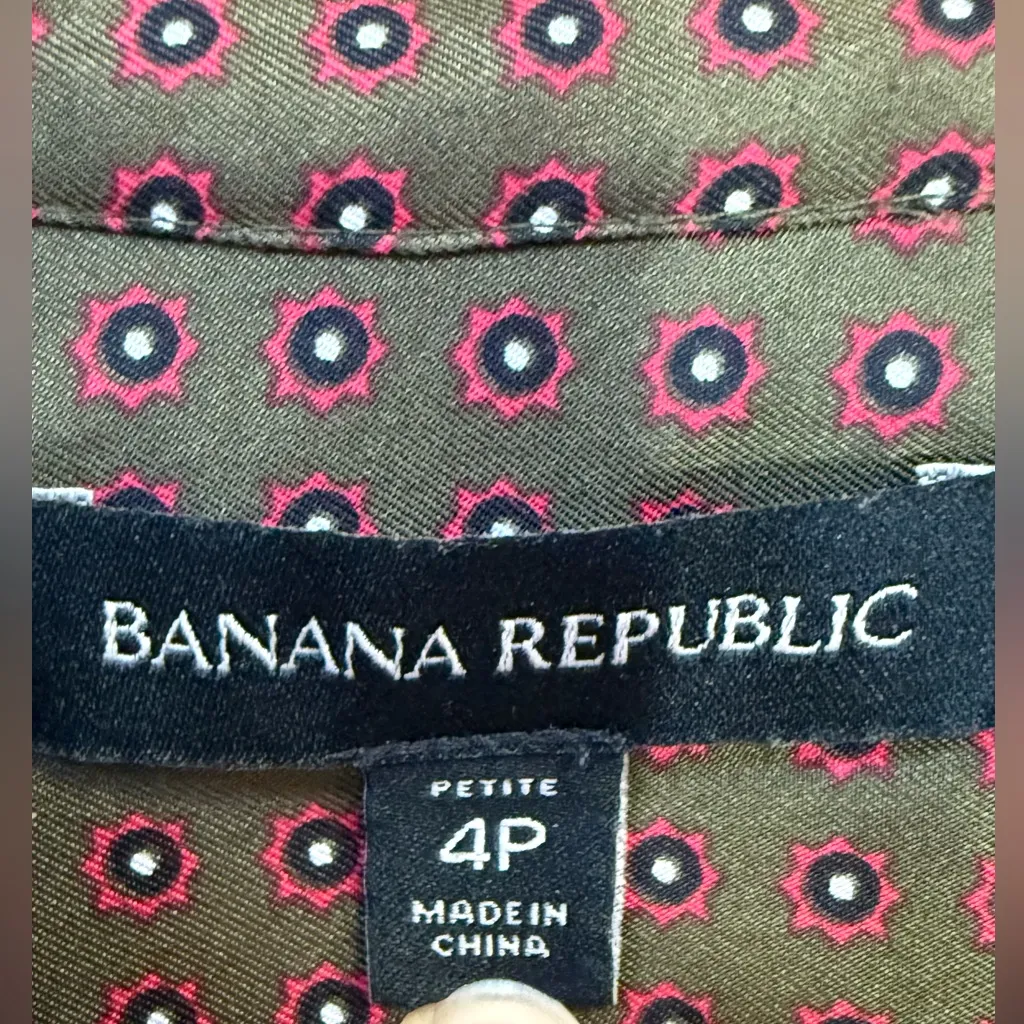 BANANA REPUBLIC
PETITE
4P
MADE IN
CHINA